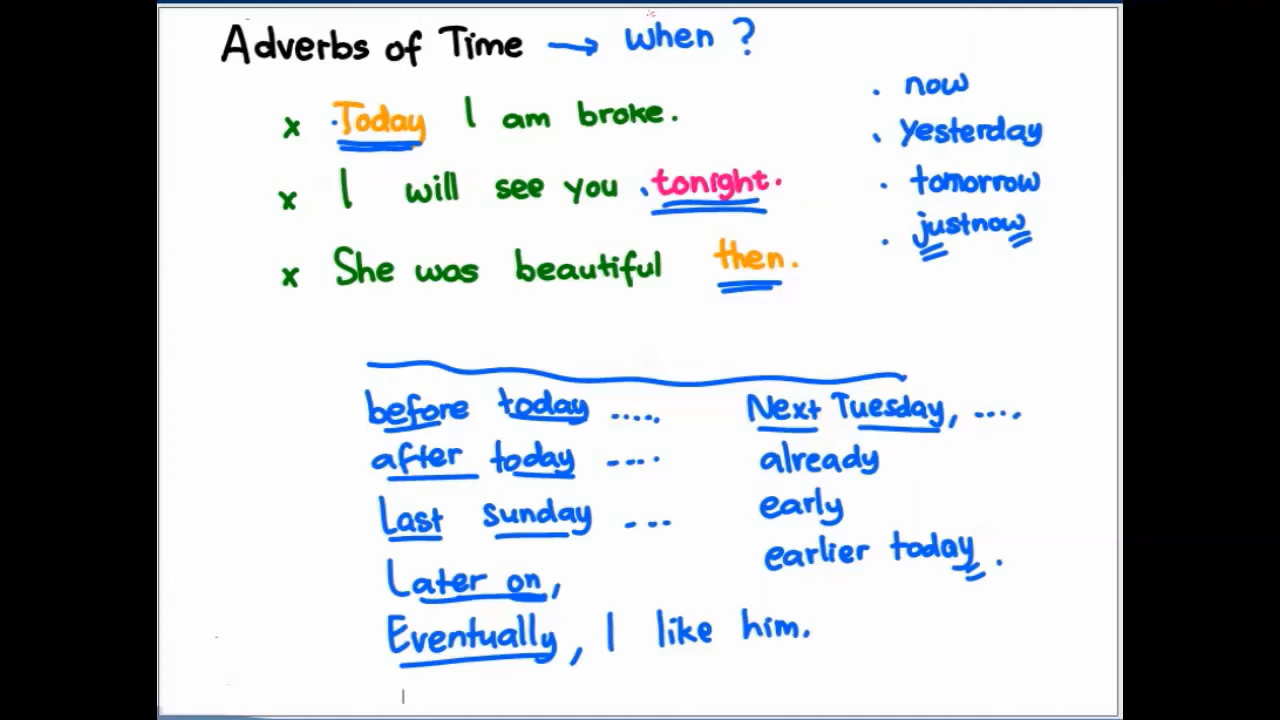 Adverbs of Time → when ?
x . Today I am broke.
x I will see you . tonight.
x She was beautiful then.
. now
. yesterday
. tomorrow
. justnow
before today .....
after today ....
Last sunday ...
Later on,
Eventually, I like him.
Next Tuesday, ....
already
early
earlier today.